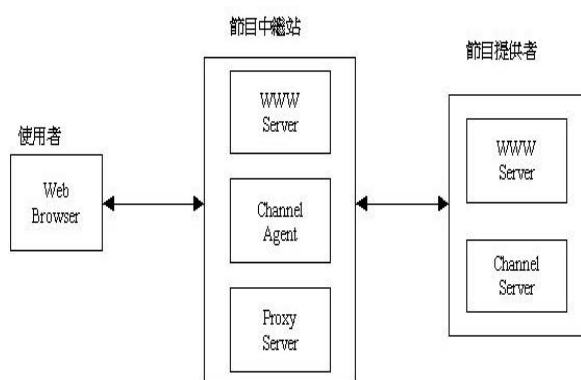 使用者
Web
Browser
節目中繼站
WWW
Server
Channel
Agent
Proxy
Server
節目提供者
WWW
Server
Channel
Server